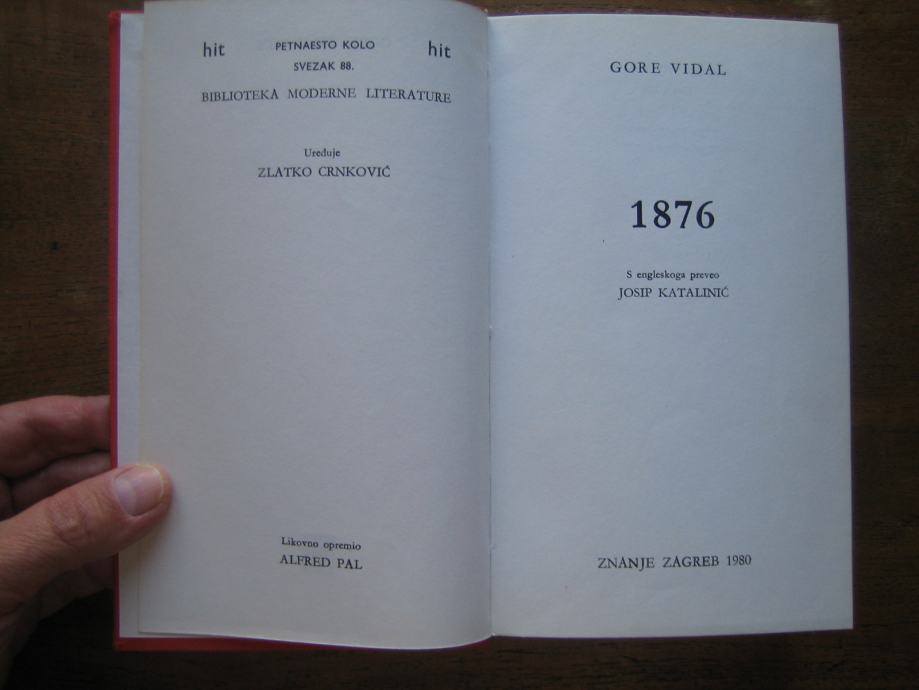 hit PETNAESTO KOLO hit
SVEZAK 88.
BIBLIOTEKA MODERNE LITERATURE
Uređuje
ZLATKO CRNKOVIĆ
Likovno opremio
ALFRED PAL
GORE VIDAL
1876
S engleskoga preveo
JOSIP KATALINIĆ
ZNANJE ZAGREB 1980